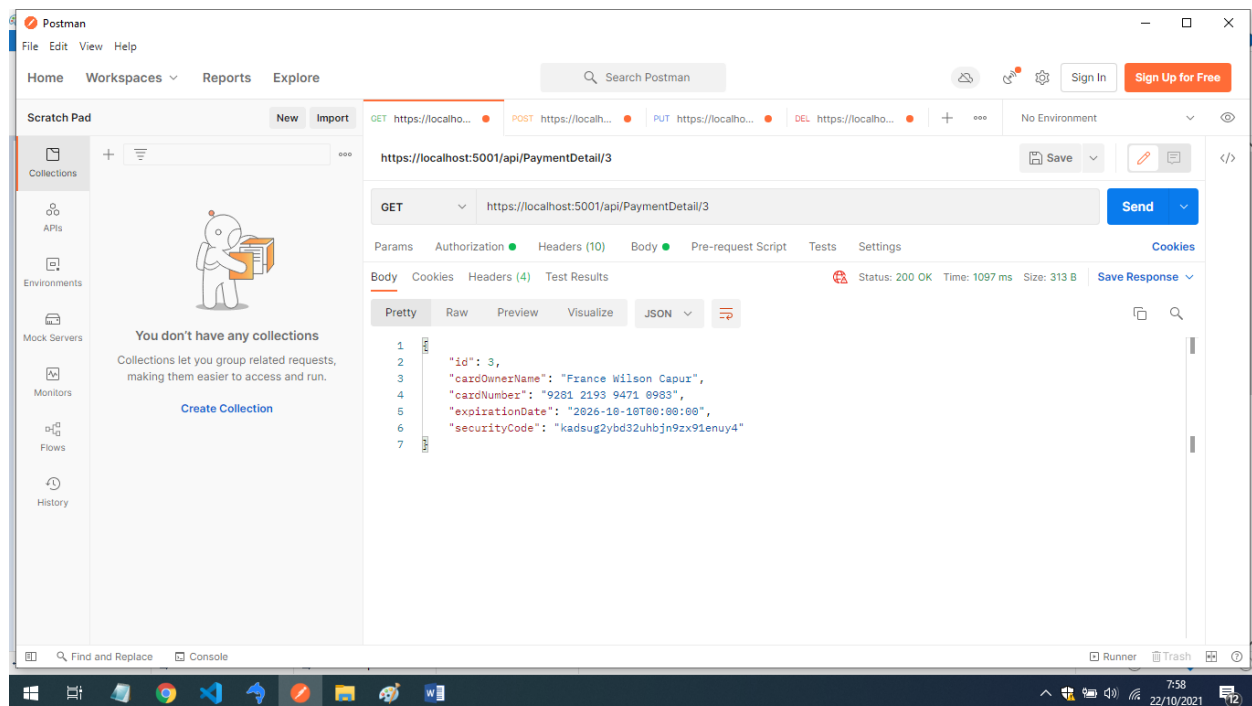 Postman
File Edit View Help
Home Workspaces Reports Explore
Search Postman
Sign In
Sign Up for Free
Scratch Pad
New Import
GET https://localho...
POST https://localh...
PUT https://localho...
DEL https://localho...
No Environment
Collections
APIs
Environments
Mock Servers
Monitors
Flows
History
You don't have any collections
Collections let you group related requests,
making them easier to access and run.
Create Collection
https://localhost:5001/api/PaymentDetail/3
Save
GET https://localhost:5001/api/PaymentDetail/3
Send
Params Authorization Headers (10) Body Pre-request Script Tests Settings
Cookies
Body Cookies Headers (4) Test Results
Status: 200 OK Time: 1097 ms Size: 313 B Save Response
Pretty Raw Preview Visualize JSON
1 {
2 "id": 3,
3 "cardOwnerName": "France Wilson Capur",
4 "cardNumber": "9281 2193 9471 0983",
5 "expirationDate": "2026-10-10T00:00:00",
6 "securityCode": "kadsug2ybd32uhbjn9zx91enuy4"
7 }
Find and Replace Console
Runner Trash
7:58
22/10/2021
12